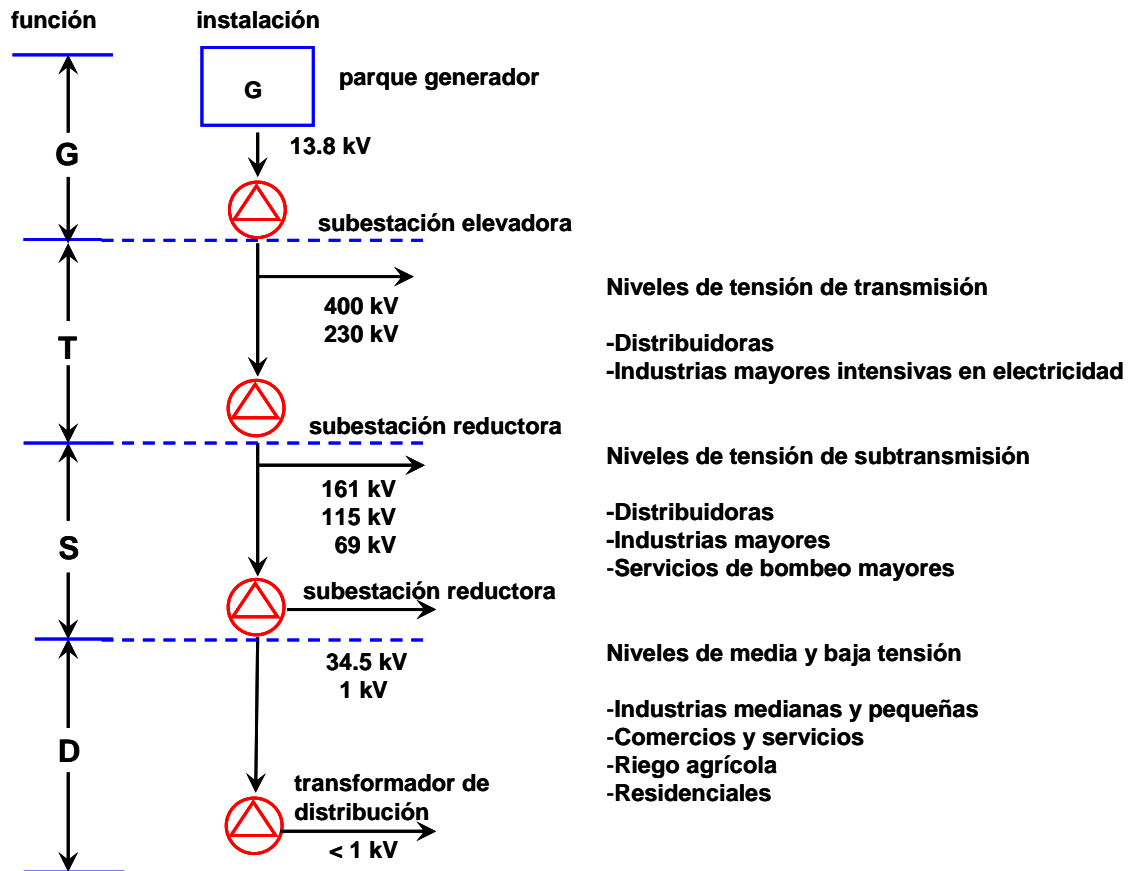 función
instalación
G
parque generador
13.8 kV
G
subestación elevadora
400 kV
230 kV
T
Niveles de tensión de transmisión
-Distribuidoras
-Industrias mayores intensivas en electricidad
subestación reductora
161 kV
115 kV
69 kV
S
Niveles de tensión de subtransmisión
-Distribuidoras
-Industrias mayores
-Servicios de bombeo mayores
subestación reductora
34.5 kV
1 kV
D
Niveles de media y baja tensión
-Industrias medianas y pequeñas
-Comercios y servicios
-Riego agrícola
-Residenciales
transformador de
distribución
< 1 kV